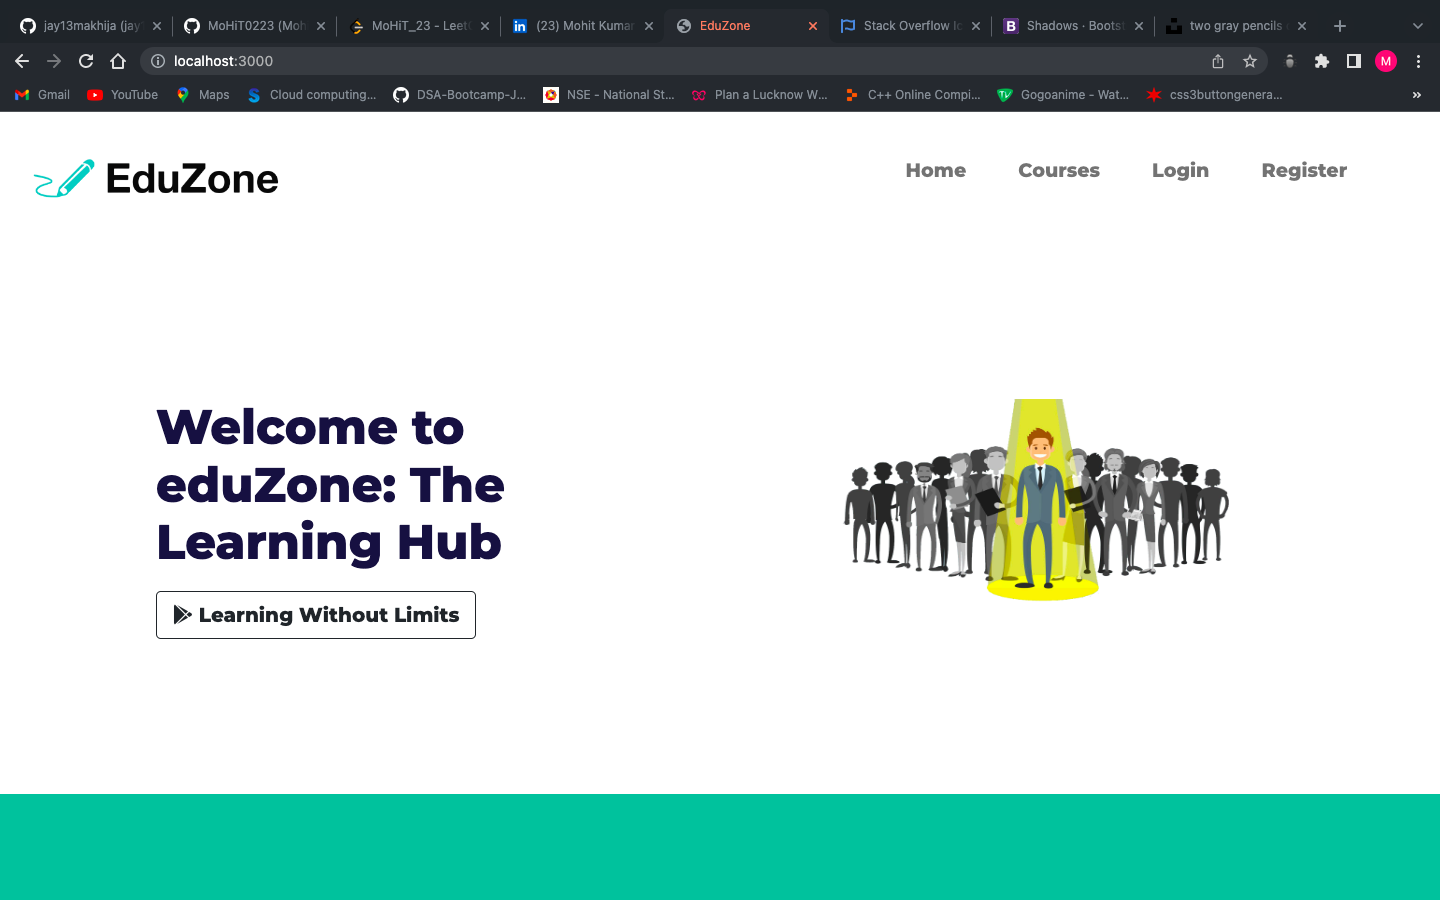 jay13makhija (jay
MoHiT0223 (Moh
MoHiT_23 - Leet
(23) Mohit Kumar
EduZone
Stack Overflow Ic
Shadows · Bootst
two gray pencils
localhost:3000
M
Gmail
YouTube
Maps
Cloud computing...
DSA-Bootcamp-J...
NSE - National St...
Plan a Lucknow W...
C++ Online Compi...
Gogoanime - Wat...
css3buttongenera...
»
EduZone
Home
Courses
Login
Register
Welcome to
eduZone: The
Learning Hub
Learning Without Limits